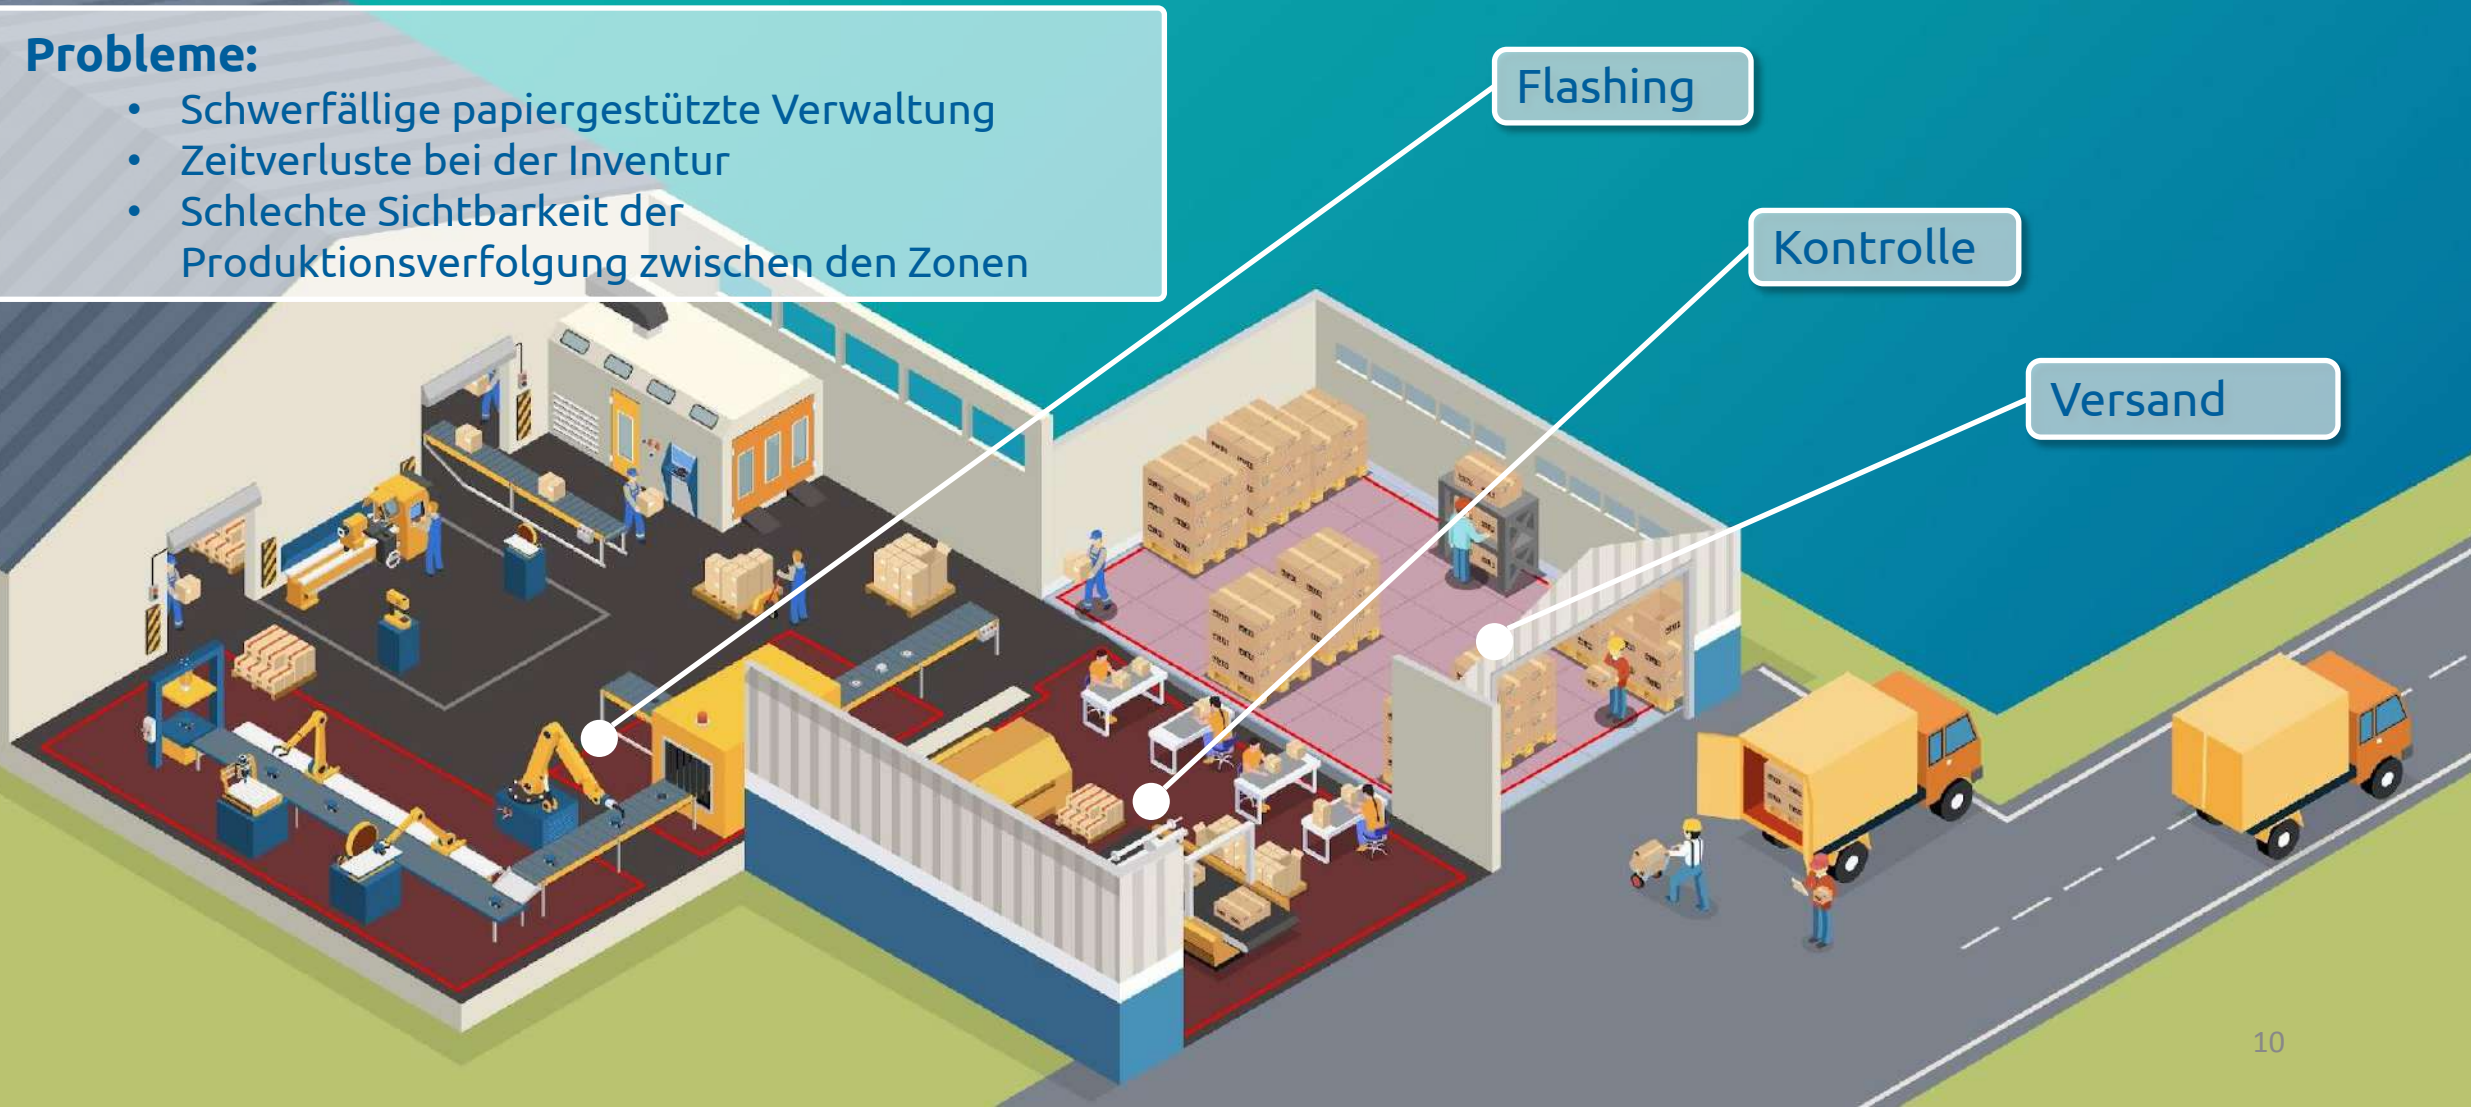 Probleme:
• Schwerfällige papiergestützte Verwaltung
• Zeitverluste bei der Inventur
• Schlechte Sichtbarkeit der
Produktionsverfolgung zwischen den Zonen
Flashing
Kontrolle
Versand
10